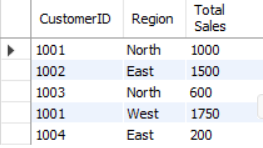 CustomerID Region Total Sales
1001 North 1000
1002 East 1500
1003 North 600
1001 West 1750
1004 East 200